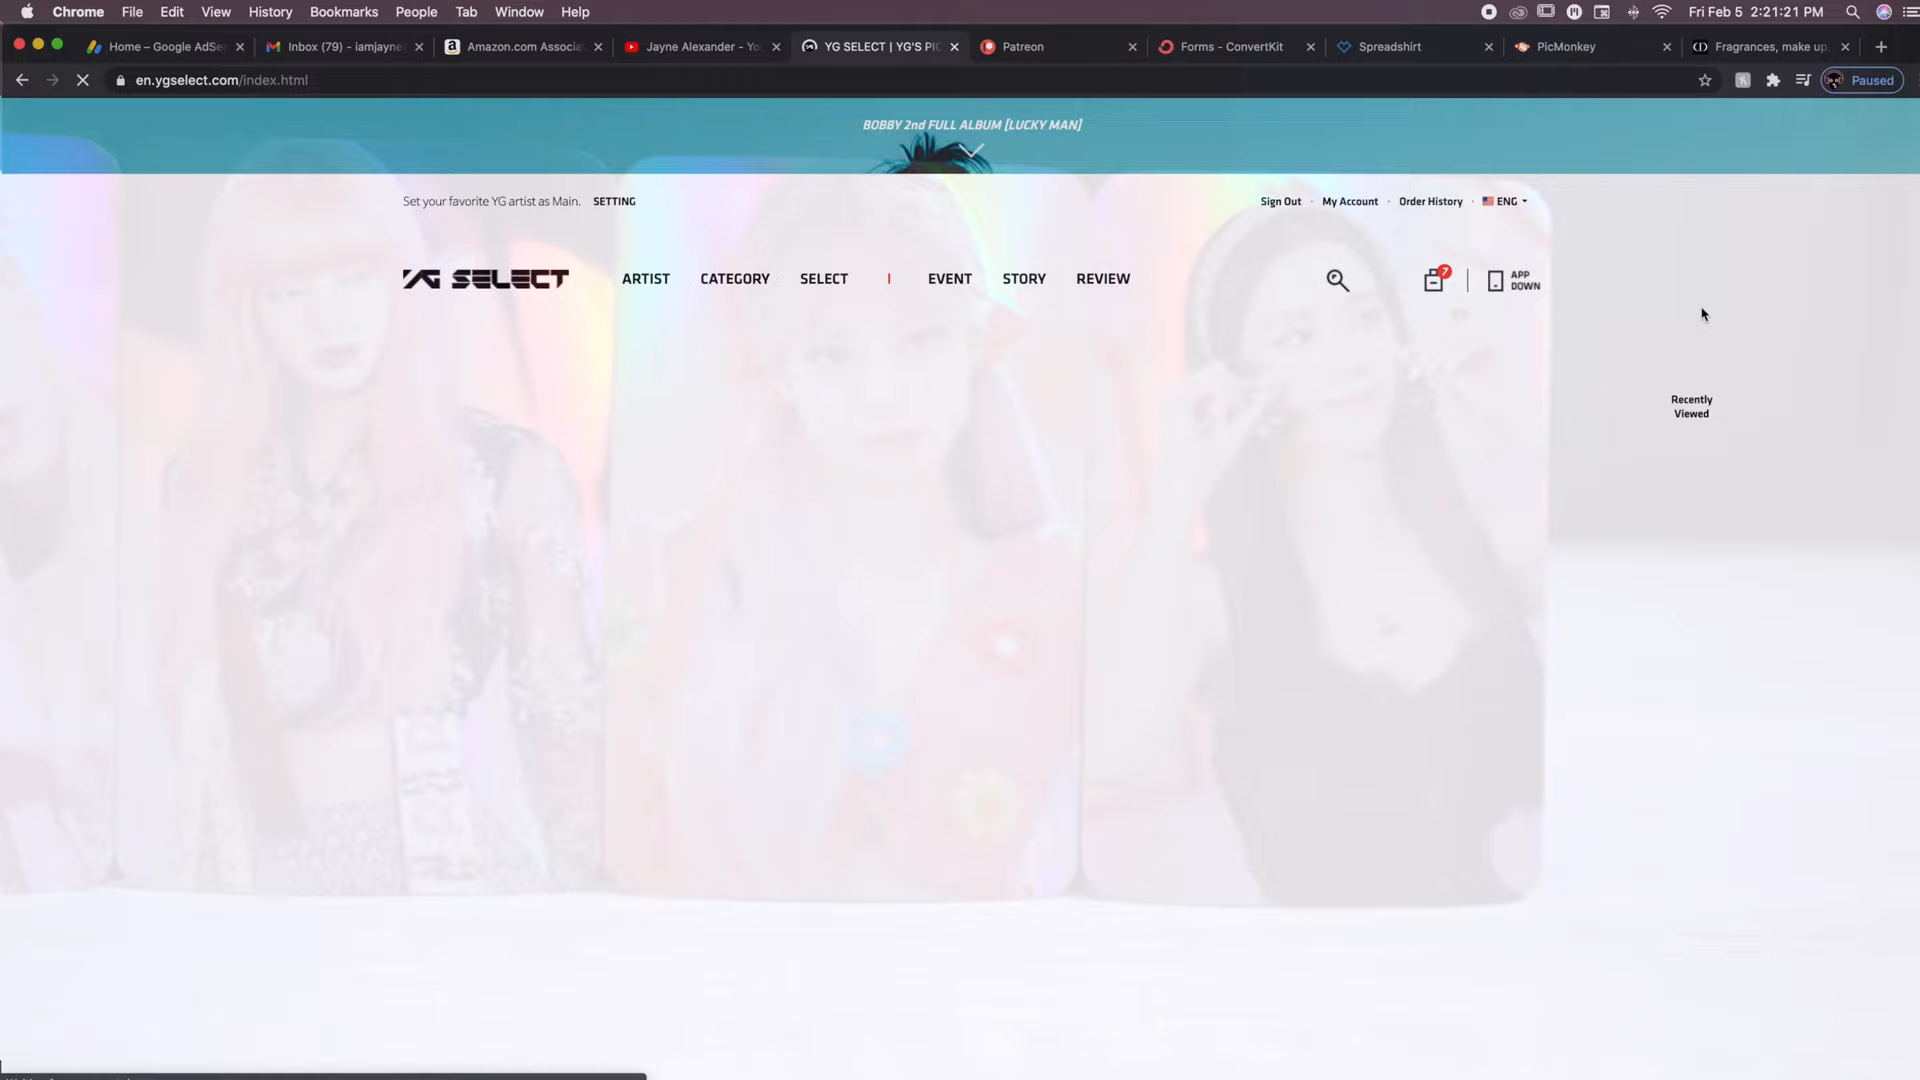 Chrome File Edit View History Bookmarks People Tab Window Help Fri Feb 5 2:21:21 PM
Home – Google AdSe Inbox (79) - iamjayne Amazon.com Associa Jayne Alexander - Yo YG SELECT | YG'S PI Patreon Forms - ConvertKit Spreadshirt PicMonkey Fragrances, make up,
en.ygselect.com/index.html Paused
BOBBY 2nd FULL ALBUM [LUCKY MAN]
Set your favorite YG artist as Main. SETTING Sign Out · My Account · Order History · ENG
YG SELECT ARTIST CATEGORY SELECT | EVENT STORY REVIEW 7 APP
DOWN
Recently
Viewed